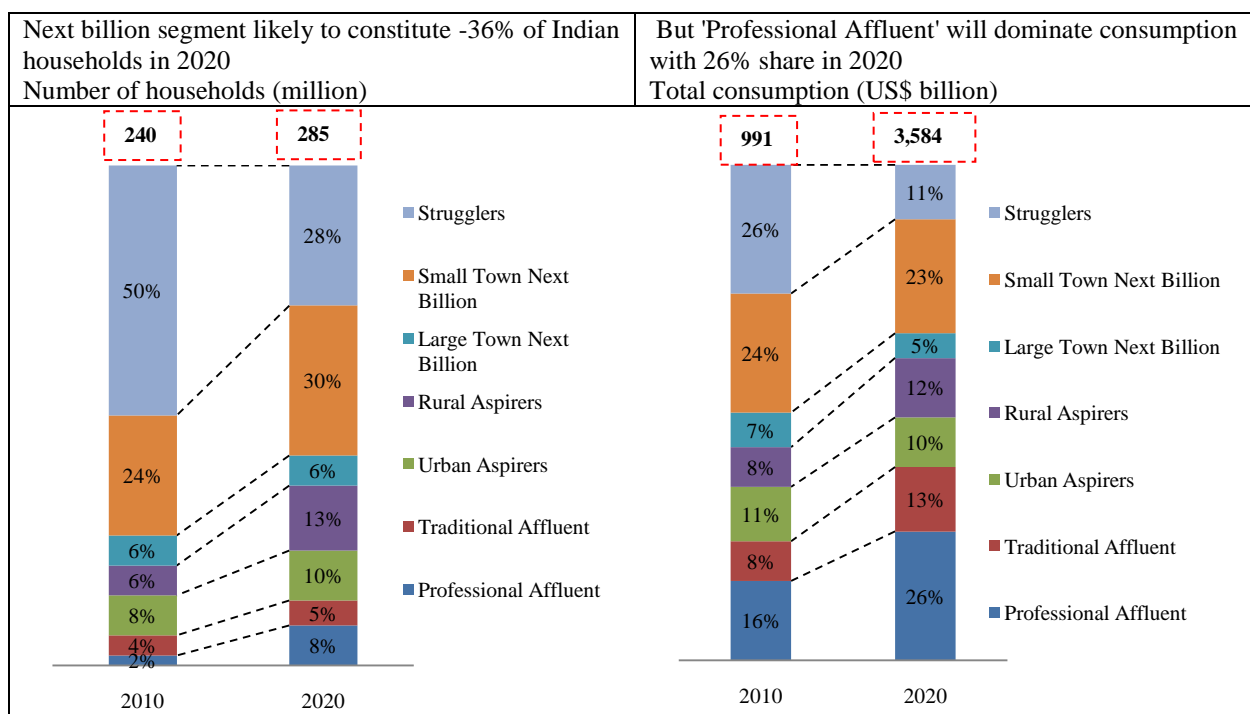 Next billion segment likely to constitute -36% of Indian
households in 2020
Number of households (million)
But 'Professional Affluent' will dominate consumption
with 26% share in 2020
Total consumption (US$ billion)
240
285
50%
24%
6%
6%
8%
4%
2%
28%
30%
6%
13%
10%
5%
8%
2010
2020
Strugglers
Small Town Next
Billion
Large Town Next
Billion
Rural Aspirers
Urban Aspirers
Traditional Affluent
Professional Affluent
991
3,584
26%
24%
7%
8%
11%
8%
16%
11%
23%
5%
12%
10%
13%
26%
2010
2020
Strugglers
Small Town Next Billion
Large Town Next Billion
Rural Aspirers
Urban Aspirers
Traditional Affluent
Professional Affluent